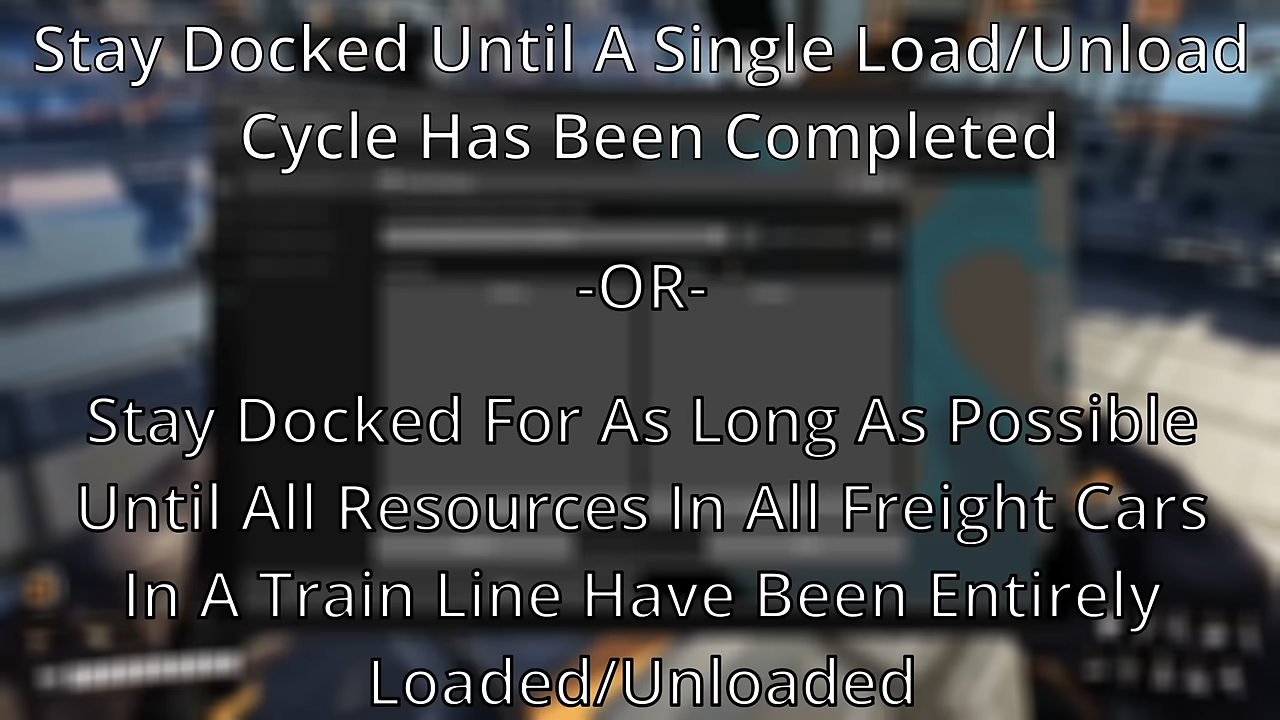 Stay Docked Until A Single Load/Unload
Cycle Has Been Completed
-OR-
Stay Docked For As Long As Possible
Until All Resources In All Freight Cars
In A Train Line Have Been Entirely
Loaded/Unloaded